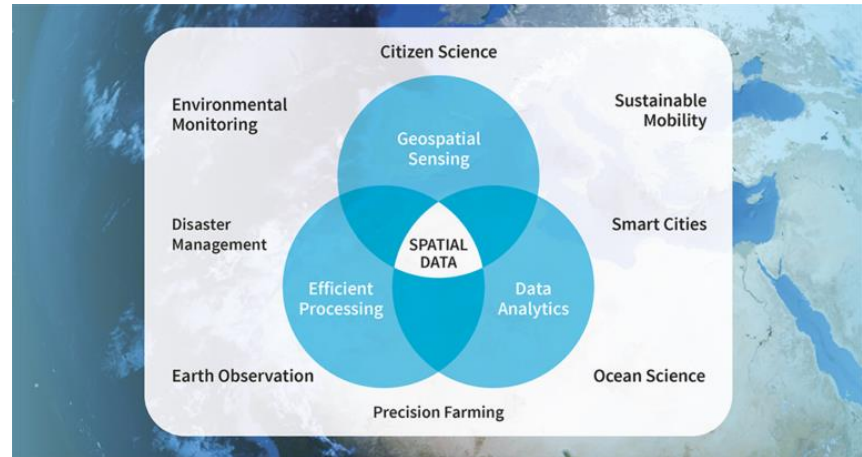 Citizen Science
Environmental
Monitoring
Sustainable
Mobility
Geospatial
Sensing
Disaster
Management
SPATIAL
DATA
Smart Cities
Efficient
Processing
Data
Analytics
Earth Observation
Ocean Science
Precision Farming